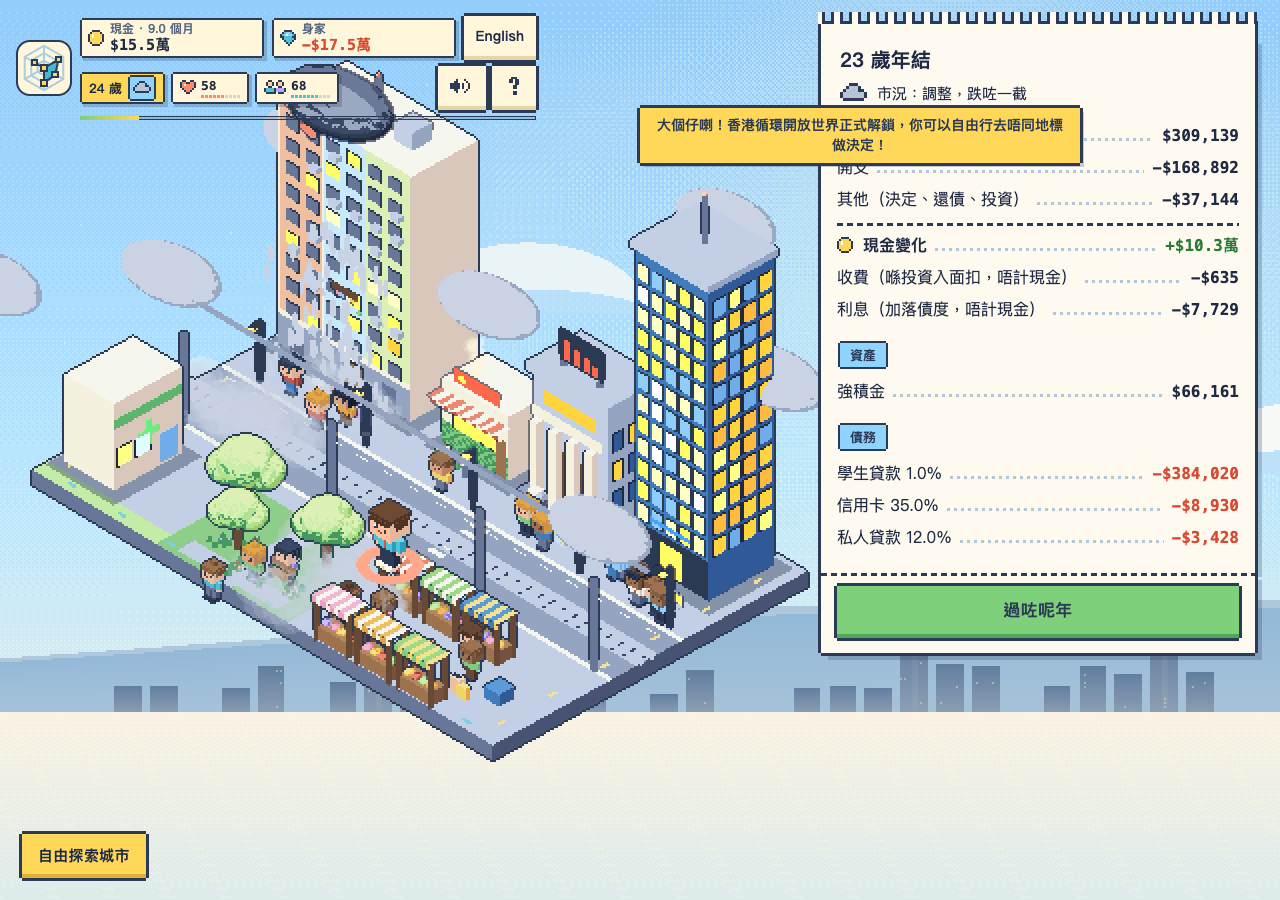 現金 · 9.0 個月
$15.5萬
身家
−$17.5萬
English
24 歲
58
68
?
大個仔喇！香港循環開放世界正式解鎖，你可以自由行去唔同地標
做決定！
23 歲年結
市況：調整，跌咗一截
$309,139
開支 −$168,892
其他（決定、還債、投資） −$37,144
現金變化 +$10.3萬
收費（喺投資入面扣，唔計現金） −$635
利息（加落債度，唔計現金） −$7,729
資產
強積金 $66,161
債務
學生貸款 1.0% −$384,020
信用卡 35.0% −$8,930
私人貸款 12.0% −$3,428
過咗呢年
自由探索城市